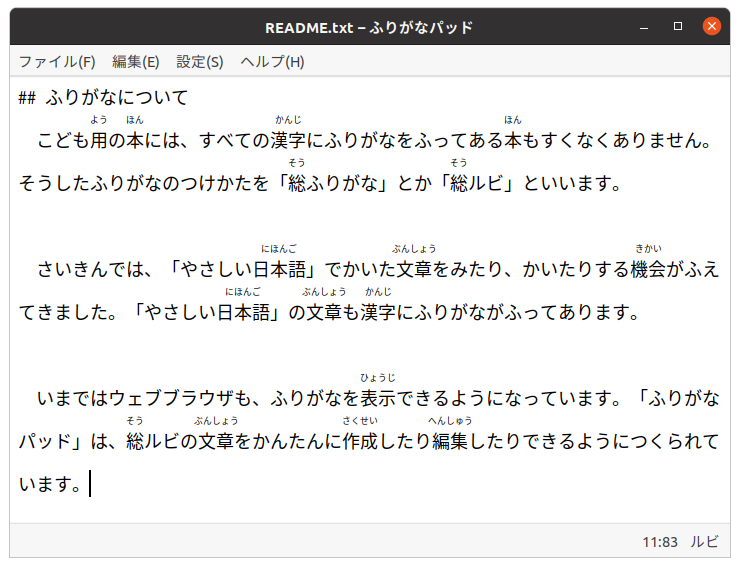 README.txt – ふりがなパッド
ファイル(F) 編集(E) 設定(S) ヘルプ(H)
## ふりがなについて
よう ほん かんじ ほん
こども用の本には、すべての漢字にふりがなをふってある本もすくなくありません。
そう そう
そうしたふりがなのつけかたを「総ふりがな」とか「総ルビ」といいます。
にほんご ぶんしょう きかい
さいきんでは、「やさしい日本語」でかいた文章をみたり、かいたりする機会がふえ
にほんご ぶんしょう かんじ
てきました。「やさしい日本語」の文章も漢字にふりがながふってあります。
ひょうじ
いまではウェブブラウザも、ふりがなを表示できるようになっています。「ふりがな
そう ぶんしょう さくせい へんしゅう
パッド」は、総ルビの文章をかんたんに作成したり編集したりできるようにつくられて
います。
11:83 ルビ